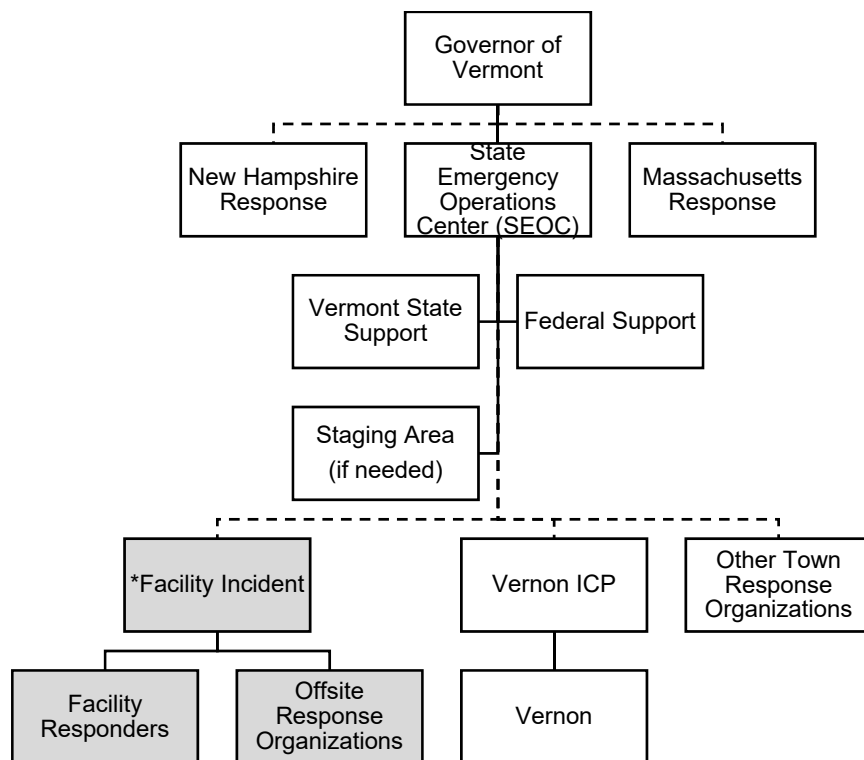 Governor of
Vermont
New Hampshire
Response
State
Emergency
Operations
Center (SEOC)
Massachusetts
Response
Vermont State
Support
Federal Support
Staging Area
(if needed)
*Facility Incident
Vernon ICP
Other Town
Response
Organizations
Facility
Responders
Offsite
Response
Organizations
Vernon